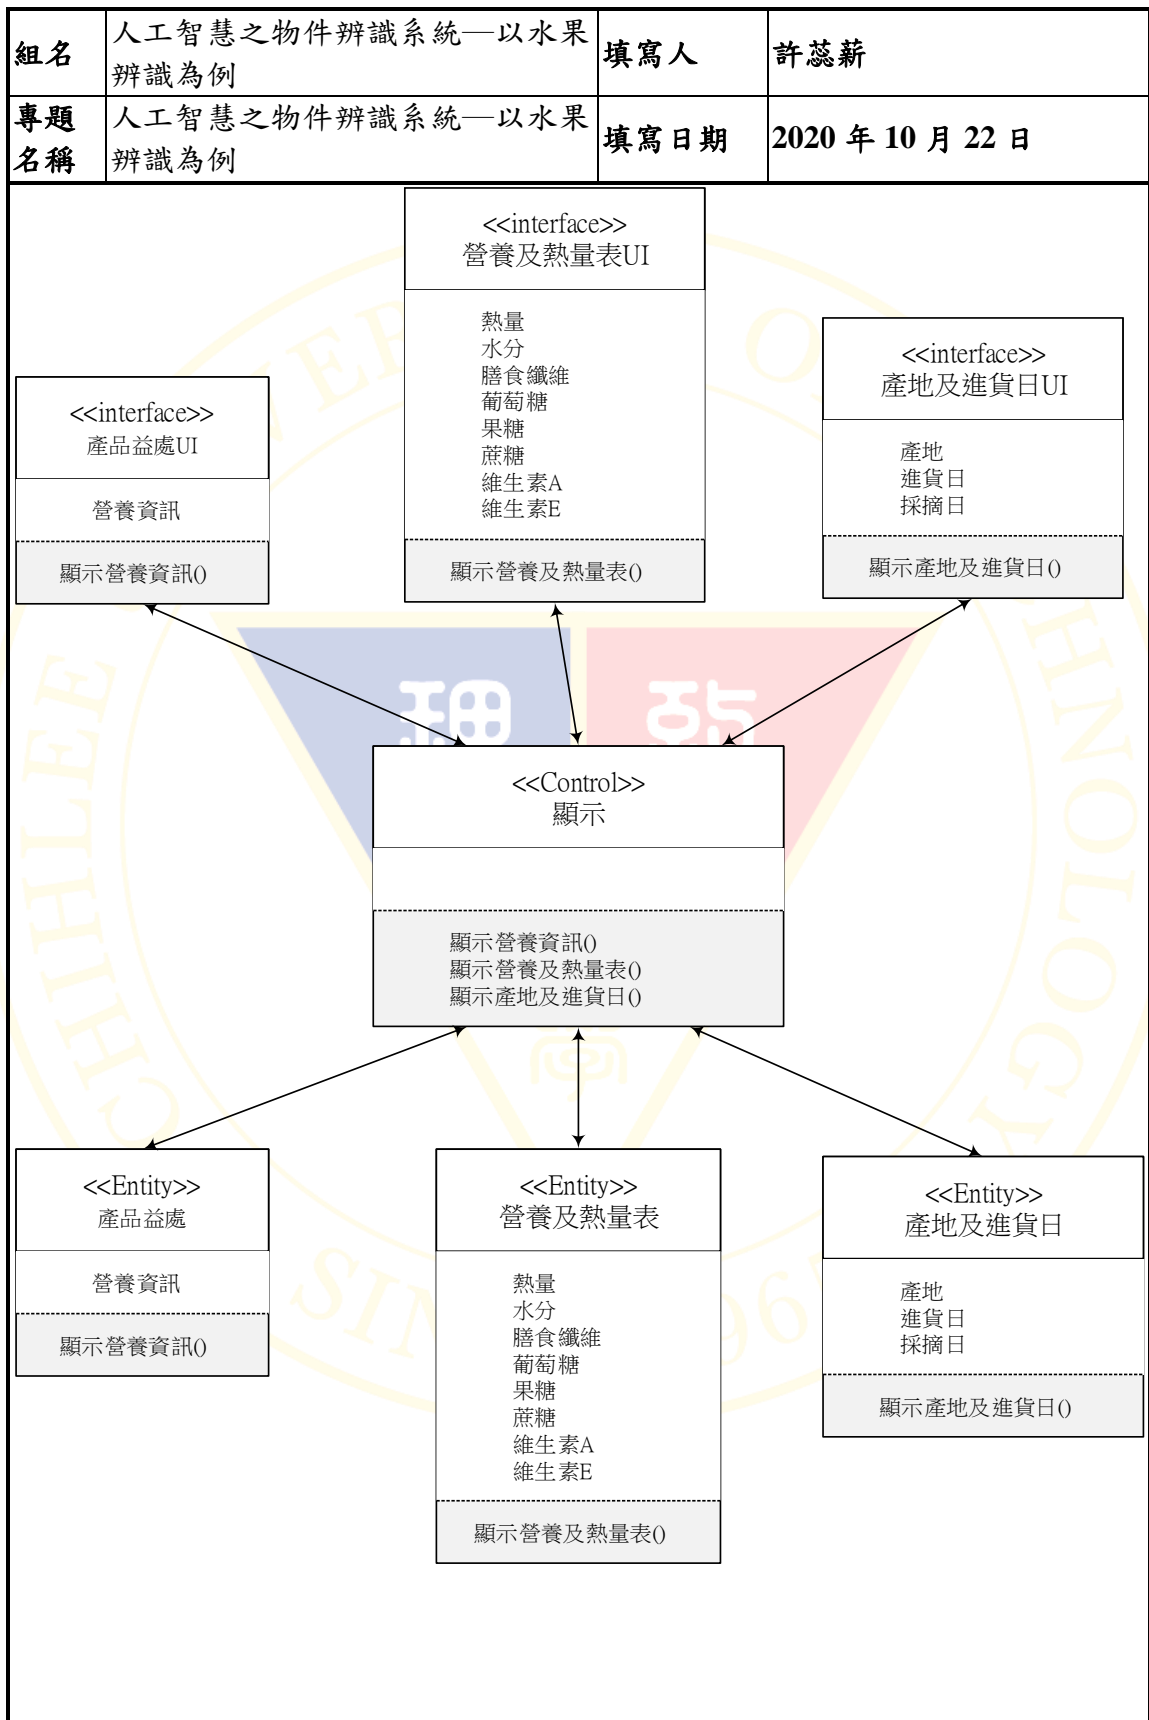 組名
人工智慧之物件辨識系統—以水果
辨識為例
填寫人
許蕊薪
專題
名稱
人工智慧之物件辨識系統—以水果
辨識為例
填寫日期
2020 年 10 月 22 日
<<interface>>
營養及熱量表UI
熱量
水分
膳食纖維
葡萄糖
果糖
蔗糖
維生素A
維生素E
顯示營養及熱量表()
<<interface>>
產地及進貨日UI
產地
進貨日
採摘日
顯示產地及進貨日()
<<interface>>
產品益處UI
營養資訊
顯示營養資訊()
<<Control>>
顯示
顯示營養資訊()
顯示營養及熱量表()
顯示產地及進貨日()
<<Entity>>
產品益處
營養資訊
顯示營養資訊()
<<Entity>>
營養及熱量表
熱量
水分
膳食纖維
葡萄糖
果糖
蔗糖
維生素A
維生素E
顯示營養及熱量表()
<<Entity>>
產地及進貨日
產地
進貨日
採摘日
顯示產地及進貨日()